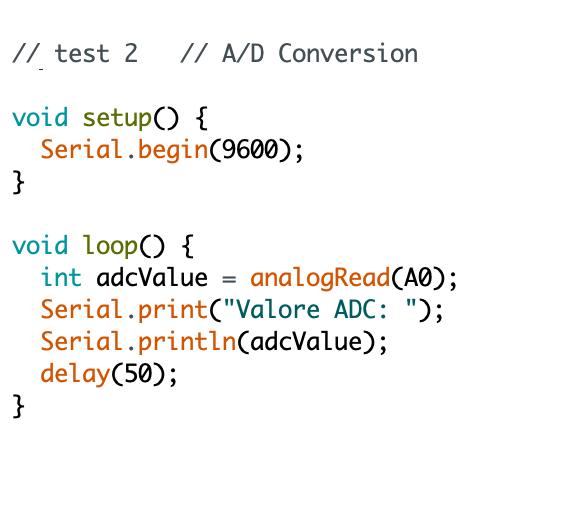 // test 2   // A/D Conversion
void setup() {
  Serial.begin(9600);
}
void loop() {
  int adcValue = analogRead(A0);
  Serial.print("Valore ADC: ");
  Serial.println(adcValue);
  delay(50);
}